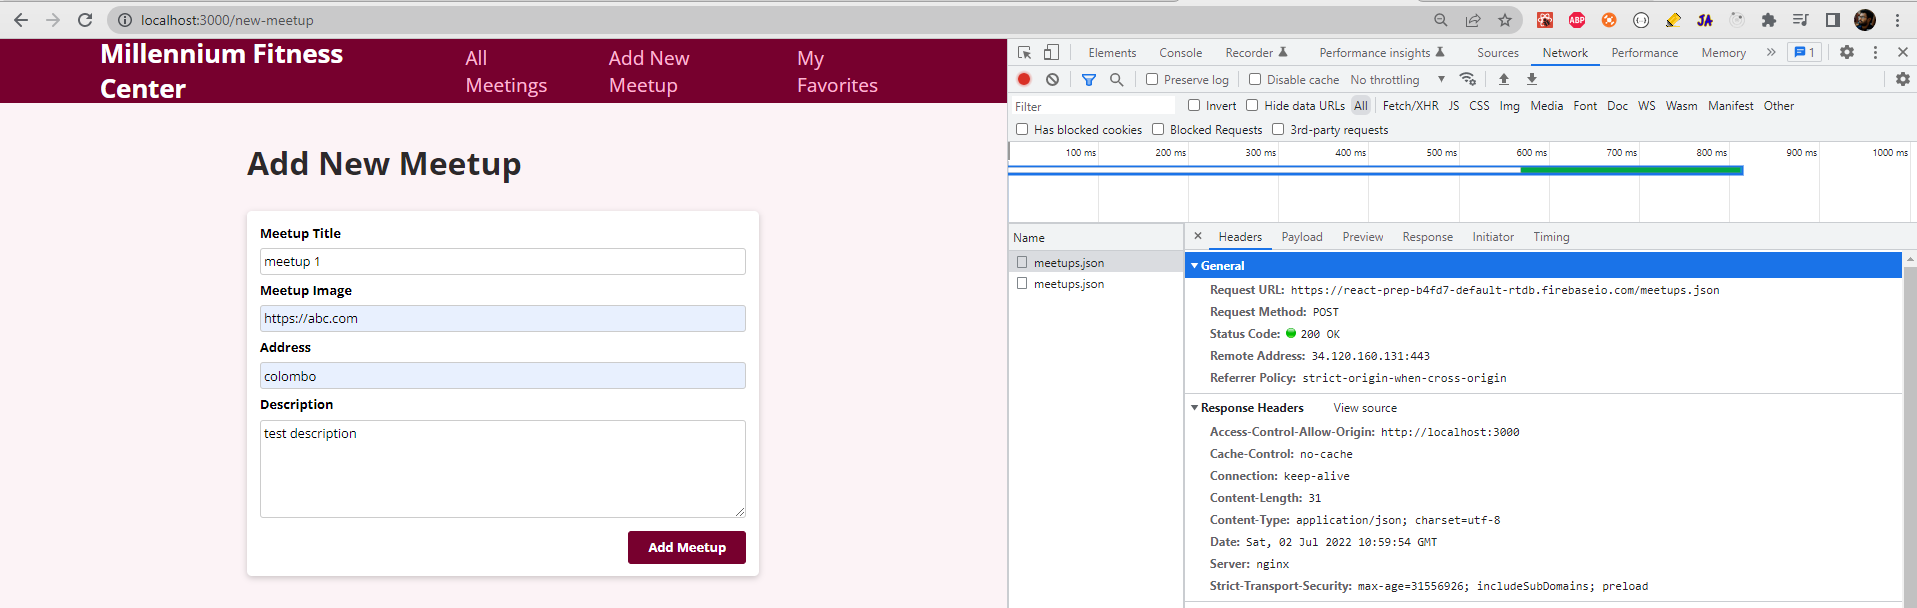 localhost:3000/new-meetup
ABP
JA
Millennium Fitness
Center
All
Meetings
Add New
Meetup
My
Favorites
Add New Meetup
Meetup Title
meetup 1
Meetup Image
https://abc.com
Address
colombo
Description
test description
Add Meetup
Elements Console Recorder Performance insights Sources Network Performance Memory » 1
Preserve log Disable cache No throttling
Filter Invert Hide data URLs All Fetch/XHR JS CSS Img Media Font Doc WS Wasm Manifest Other
Has blocked cookies Blocked Requests 3rd-party requests
100 ms 200 ms 300 ms 400 ms 500 ms 600 ms 700 ms 800 ms 900 ms 1000 ms
Name
meetups.json
meetups.json
Headers Payload Preview Response Initiator Timing
General
Request URL: https://react-prep-b4fd7-default-rtdb.firebaseio.com/meetups.json
Request Method: POST
Status Code: 200 OK
Remote Address: 34.120.160.131:443
Referrer Policy: strict-origin-when-cross-origin
Response Headers View source
Access-Control-Allow-Origin: http://localhost:3000
Cache-Control: no-cache
Connection: keep-alive
Content-Length: 31
Content-Type: application/json; charset=utf-8
Date: Sat, 02 Jul 2022 10:59:54 GMT
Server: nginx
Strict-Transport-Security: max-age=31556926; includeSubDomains; preload